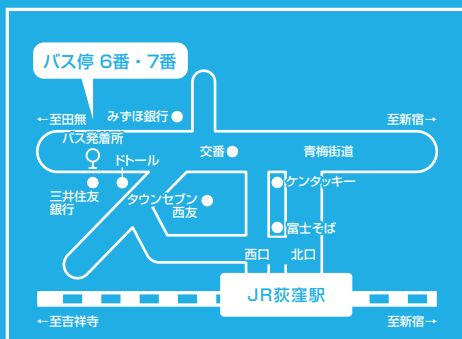 バス停 6番・7番
←至田無
みずほ銀行
至新宿→
バス発着所
ドトール
交番
青梅街道
三井住友
銀行
タウンセブン
西友
ケンタッキー
富士そば
西口
北口
JR荻窪駅
←至吉祥寺
至新宿→